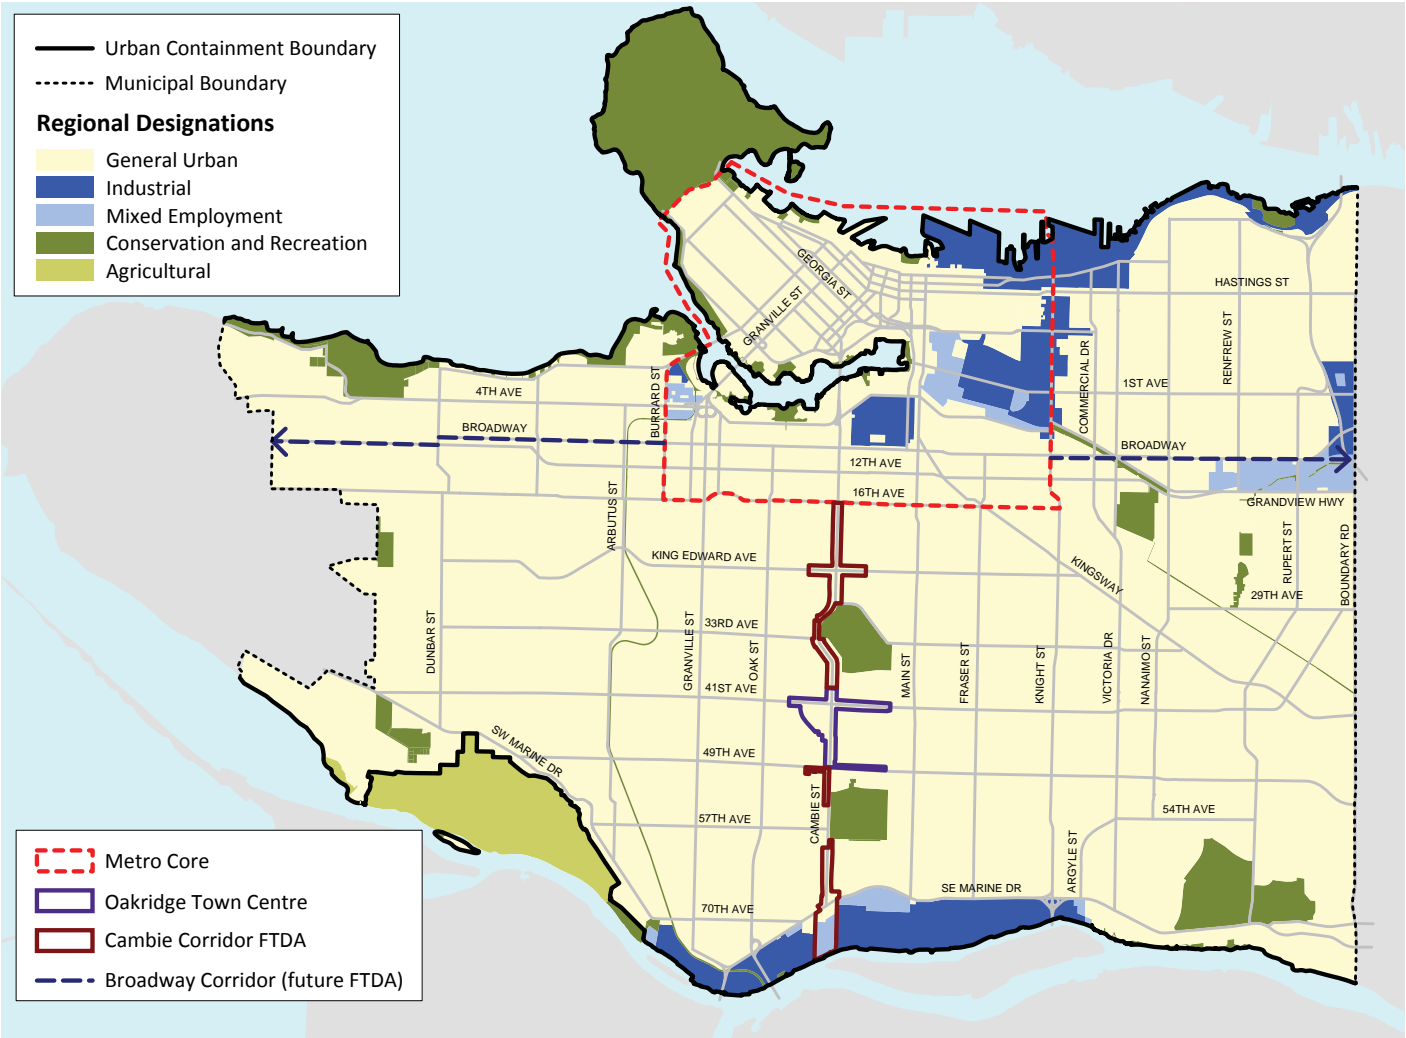 Urban Containment Boundary
Municipal Boundary
Regional Designations
General Urban
Industrial
Mixed Employment
Conservation and Recreation
Agricultural
GEORGIA ST
GRANVILLE ST
HASTINGS ST
RENFREW ST
COMMERCIAL DR
1ST AVE
BURRARD ST
4TH AVE
BROADWAY
BROADWAY
12TH AVE
16TH AVE
GRANDVIEW HWY
ARBUTUS ST
KING EDWARD AVE
KINGSWAY
RUPERT ST
BOUNDARY RD
29TH AVE
DUNBAR ST
GRANVILLE ST
33RD AVE
OAK ST
41ST AVE
MAIN ST
FRASER ST
KNIGHT ST
VICTORIA DR
NANAIMO ST
SW MARINE DR
49TH AVE
57TH AVE
CAMBIE ST
54TH AVE
ARGYLE ST
SE MARINE DR
70TH AVE
Metro Core
Oakridge Town Centre
Cambie Corridor FTDA
Broadway Corridor (future FTDA)